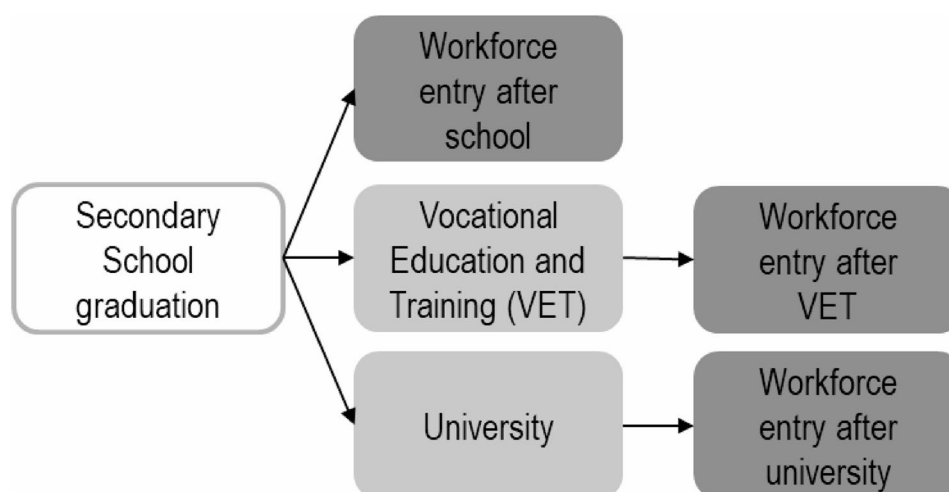 Workforce
entry after
school
Secondary
School
graduation
Vocational
Education and
Training (VET)
Workforce
entry after
VET
University
Workforce
entry after
university